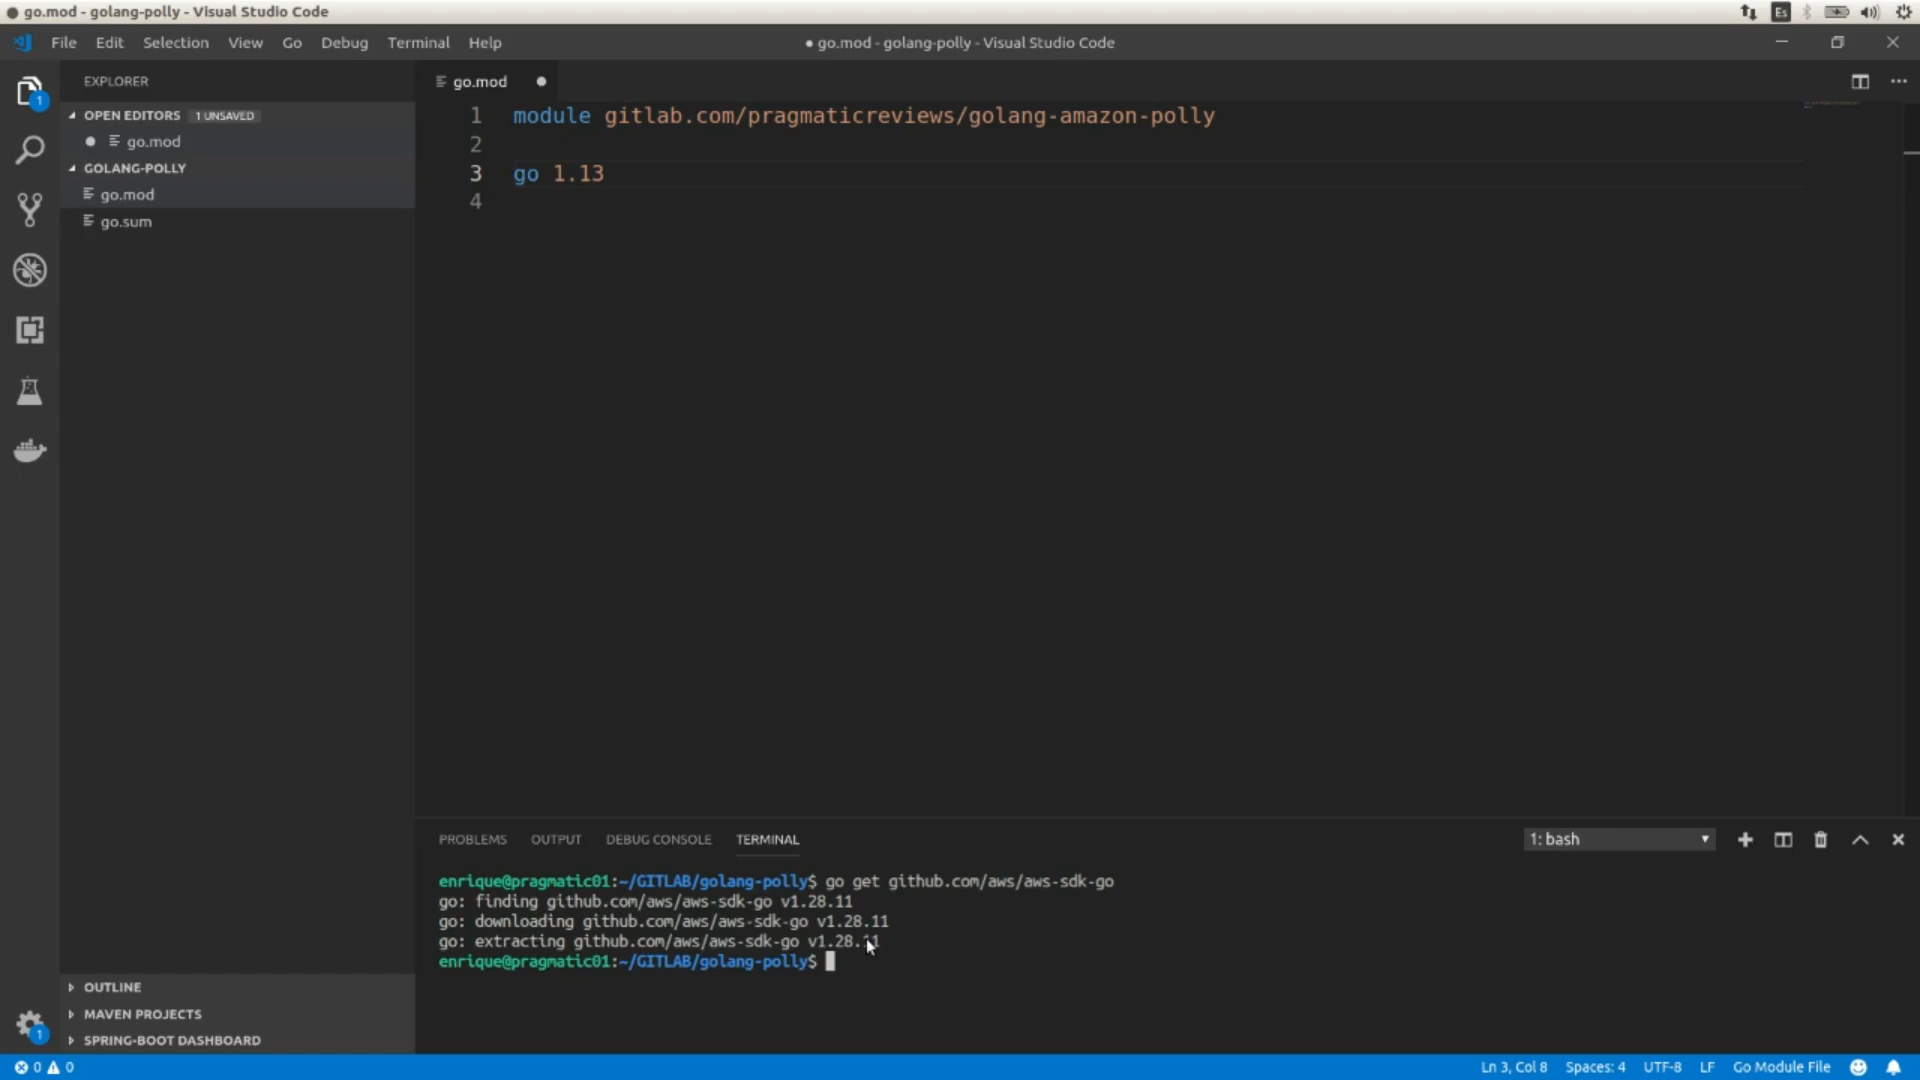 go.mod - golang-polly - Visual Studio Code
Es
File Edit Selection View Go Debug Terminal Help
● go.mod - golang-polly - Visual Studio Code
EXPLORER
1
OPEN EDITORS 1 UNSAVED
go.mod
GOLANG-POLLY
go.mod
go.sum
go.mod
1 module gitlab.com/pragmaticreviews/golang-amazon-polly
2
3 go 1.13
4
PROBLEMS OUTPUT DEBUG CONSOLE TERMINAL
1: bash
enrique@pragmatic01:~/GITLAB/golang-polly$ go get github.com/aws/aws-sdk-go
go: finding github.com/aws/aws-sdk-go v1.28.11
go: downloading github.com/aws/aws-sdk-go v1.28.11
go: extracting github.com/aws/aws-sdk-go v1.28.11
enrique@pragmatic01:~/GITLAB/golang-polly$
OUTLINE
MAVEN PROJECTS
SPRING-BOOT DASHBOARD
1
0 0
Ln 3, Col 8 Spaces: 4 UTF-8 LF Go Module File